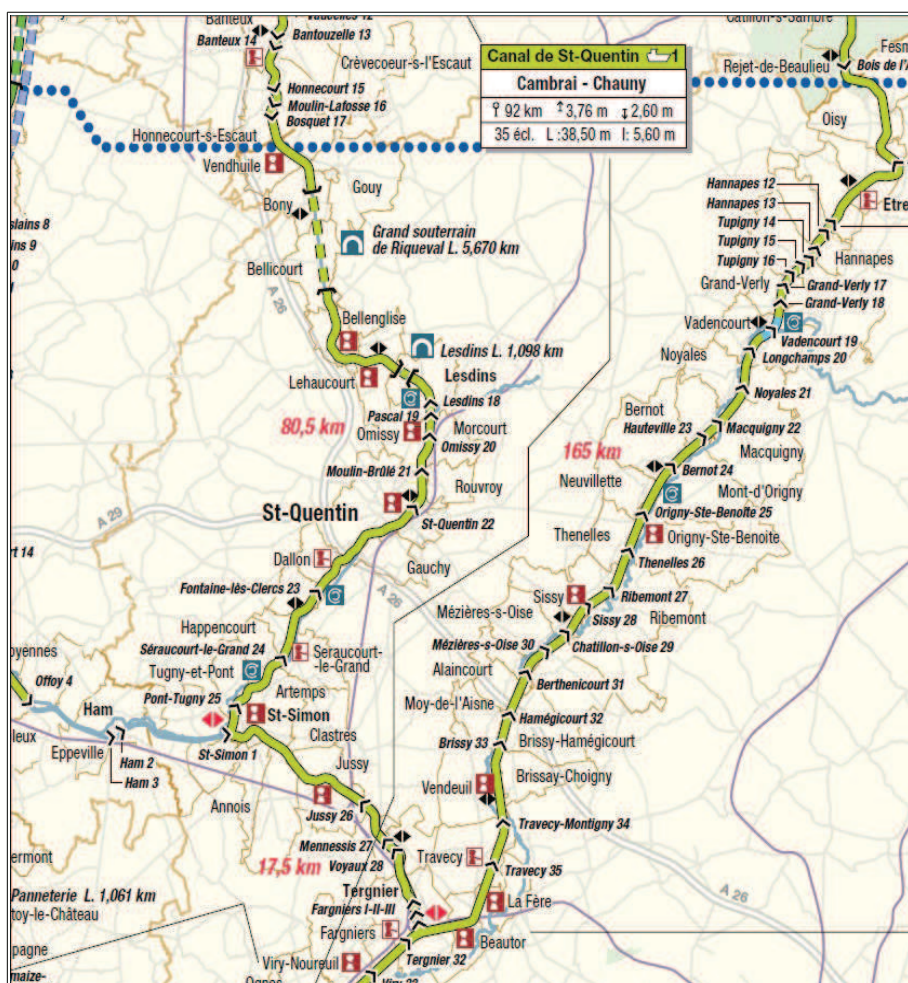 Banteux
Vaucelles 12
Bantouzelle 13
Banteux 14
Crèvecoeur-s-l'Escaut
Honnecourt 15
Moulin-Lafosse 16
Bosquet 17
Honnecourt-s-Escaut
Vendhuile
Gouy
Bony
Grand souterrain
de Riqueval L. 5,670 km
Bellicourt
A 26
Canal de St-Quentin 1
Cambrai - Chauny
92 km 3,76 m 2,60 m
35 écl. L :38,50 m l: 5,60 m
Catillon-s-Sambre
Rejet-de-Beaulieu
Oisy
Hannapes 12
Hannapes 13
Tupigny 14
Tupigny 15
Tupigny 16
Hannapes
Grand-Verly
Grand-Verly 17
Grand-Verly 18
Vadencourt
Vadencourt 19
Longchamps 20
Noyales
Noyales 21
Bellenglise
Lesdins L. 1,098 km
Lehaucourt
Lesdins
Lesdins 18
Pascal 19
80,5 km
Omissy
Morcourt
Omissy 20
Moulin-Brûlé 21
Rouvroy
St-Quentin
St-Quentin 22
A 29
Dallon
Gauchy
A 26
Fontaine-lès-Clercs 23
Happencourt
Séraucourt-le-Grand 24
Seraucourt-
le-Grand
Tugny-et-Pont
Artemps
Pont-Tugny 25
St-Simon
Clastres
St-Simon 1
Offoy 4
Ham
Eppeville
Ham 2
Ham 3
Jussy
Annois
Jussy 26
Mennessis 27
Voyaux 28
17,5 km
Tergnier
Fargniers I-II-III
Fargniers
Viry-Noureuil
Tergnier 32
165 km
Bernot
Hauteville 23
Macquigny 22
Macquigny
Bernot 24
Neuvillette
Mont-d'Origny
Origny-Ste-Benoîte 25
Origny-Ste-Benoite
Thenelles
Thenelles 26
Sissy
Ribemont 27
Ribemont
Sissy 28
Mézières-s-Oise
Chatillon-s-Oise 29
Mézières-s-Oise 30
Alaincourt
Berthenicourt 31
Moy-de-l'Aisne
Hamégicourt 32
Brissy 33
Brissy-Hamégicourt
Vendeuil
Brissay-Choigny
Travecy-Montigny 34
Travecy
Travecy 35
A 26
La Fère
Beautor
Panneterie L. 1,061 km